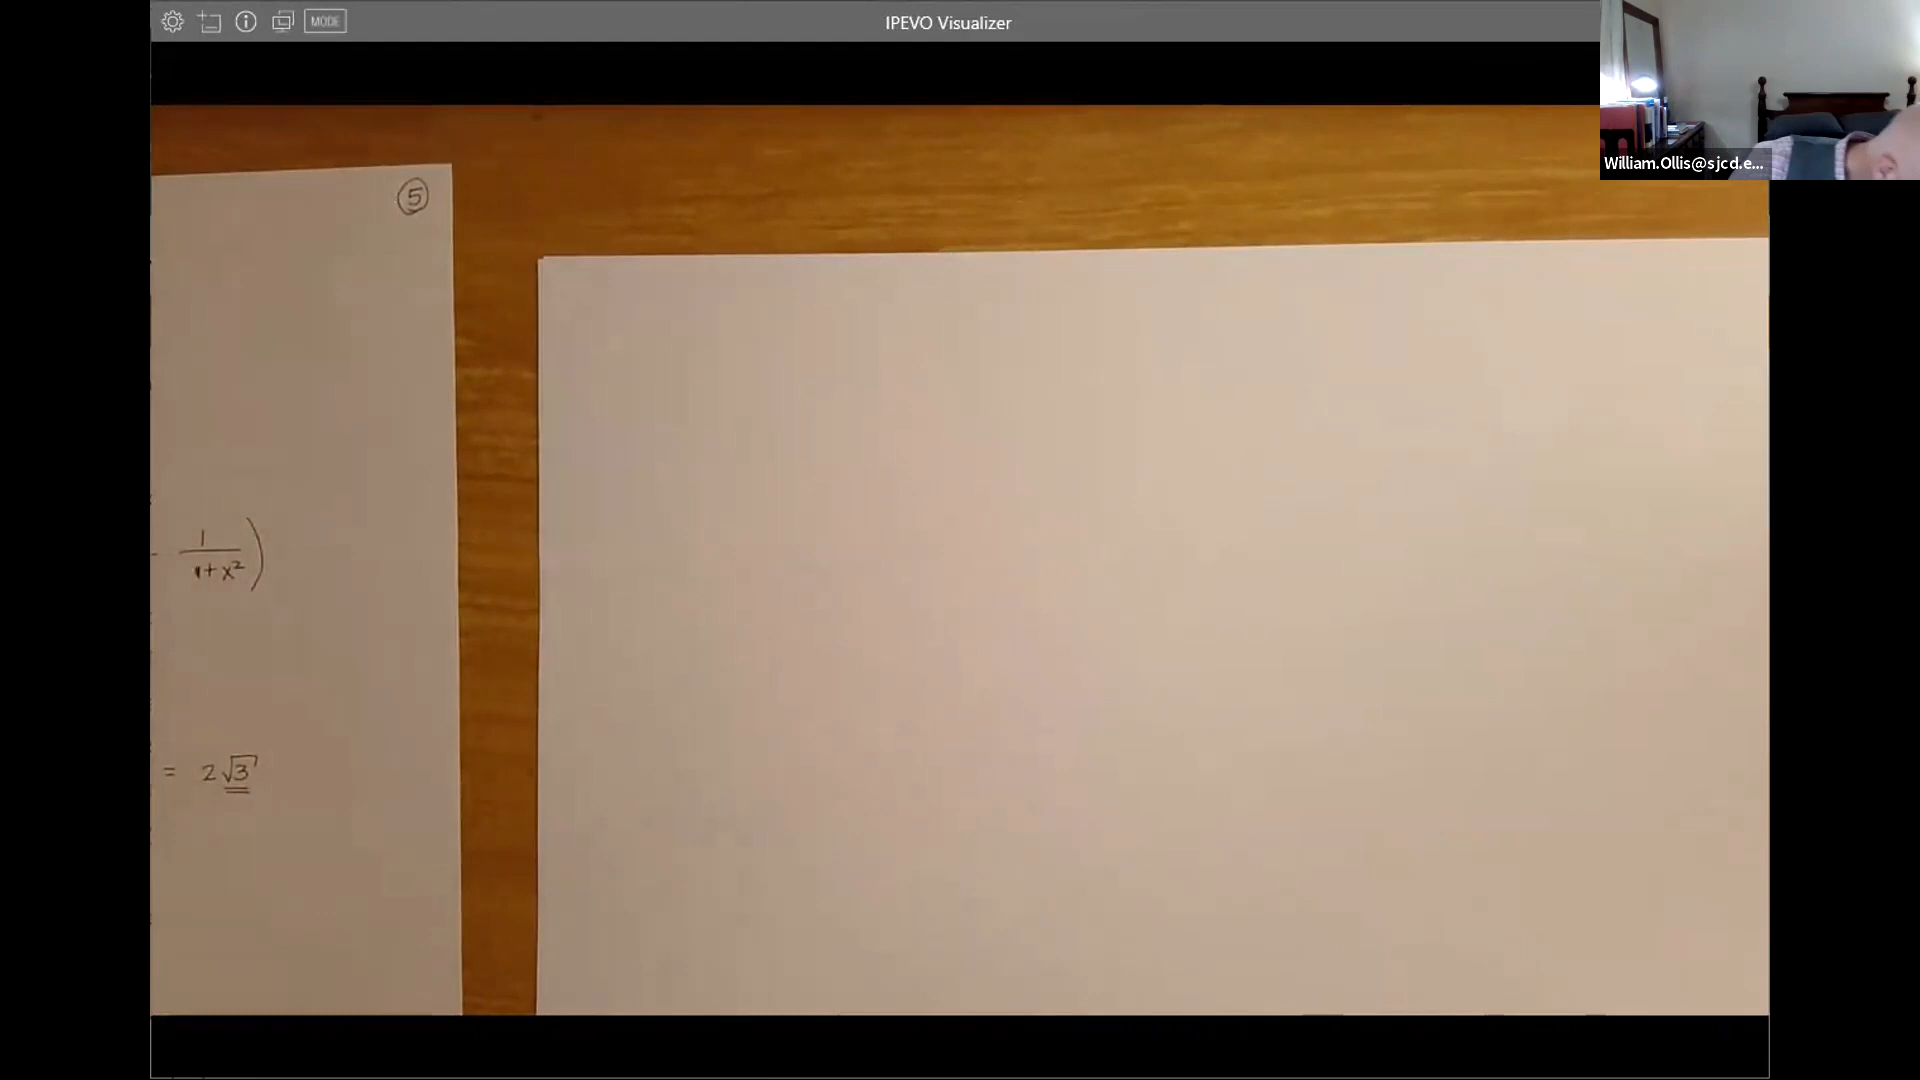 MODE
IPEVO Visualizer
William.Ollis@sjcd.e...
5
- 1/(1+x²) )
= 2√3